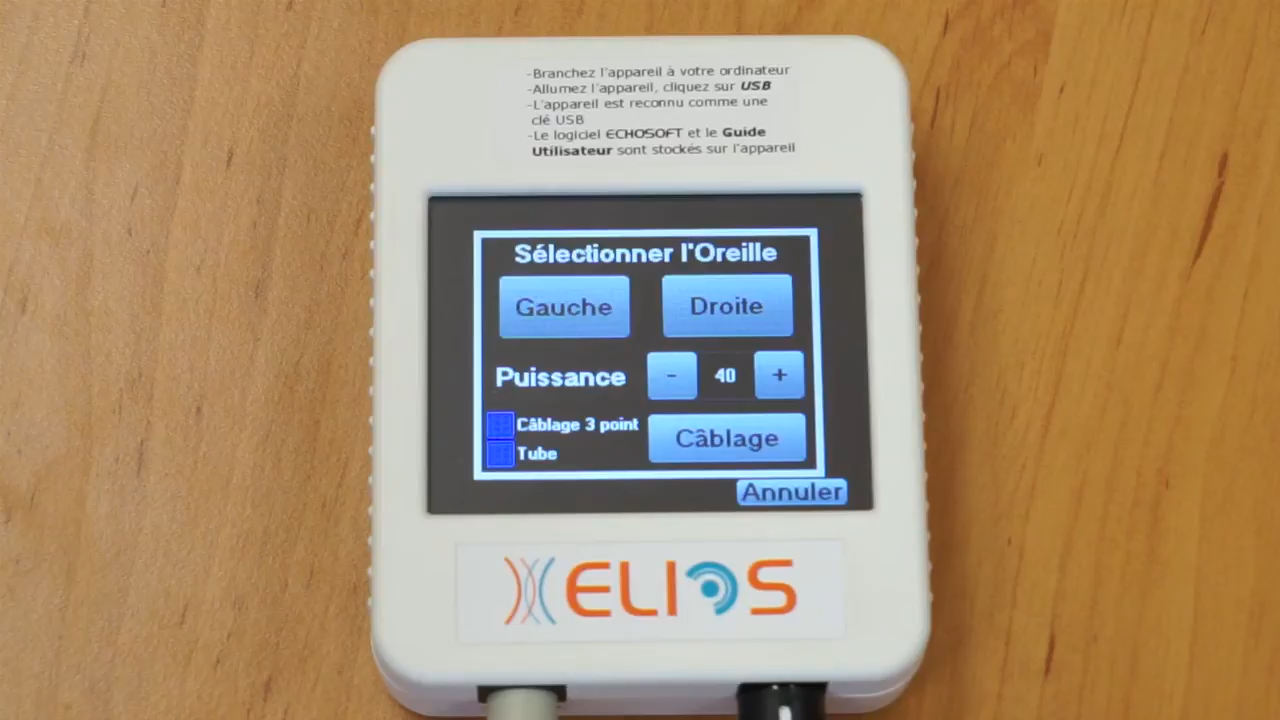 -Branchez l'appareil à votre ordinateur
-Allumez l'appareil, cliquez sur USB
-L'appareil est reconnu comme une
clé USB
-Le logiciel ECHOSOFT et le Guide
Utilisateur sont stockés sur l'appareil
Sélectionner l'Oreille
Gauche Droite
Puissance - 40 +
Câblage 3 point
Câblage
Tube
Annuler
ELIOS